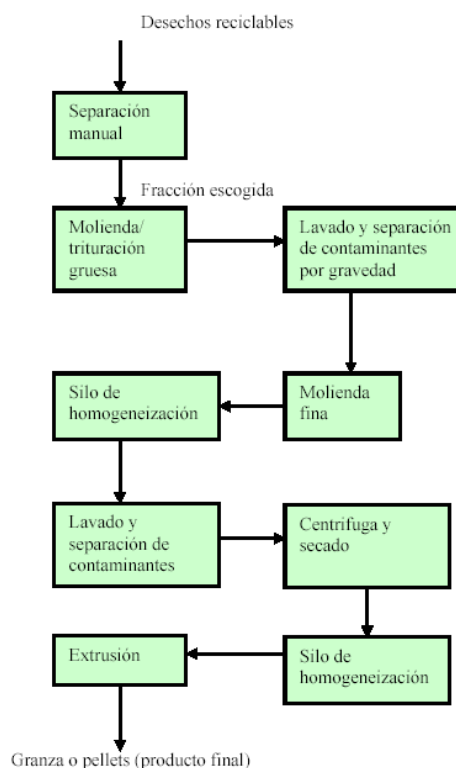 Desechos reciclables
Separación
manual
Fracción escogida
Molienda/
trituración
gruesa
Lavado y separación
de contaminantes
por gravedad
Molienda
fina
Silo de
homogeneización
Lavado y
separación de
contaminantes
Centrifuga y
secado
Silo de
homogeneización
Extrusión
Granza o pellets (producto final)